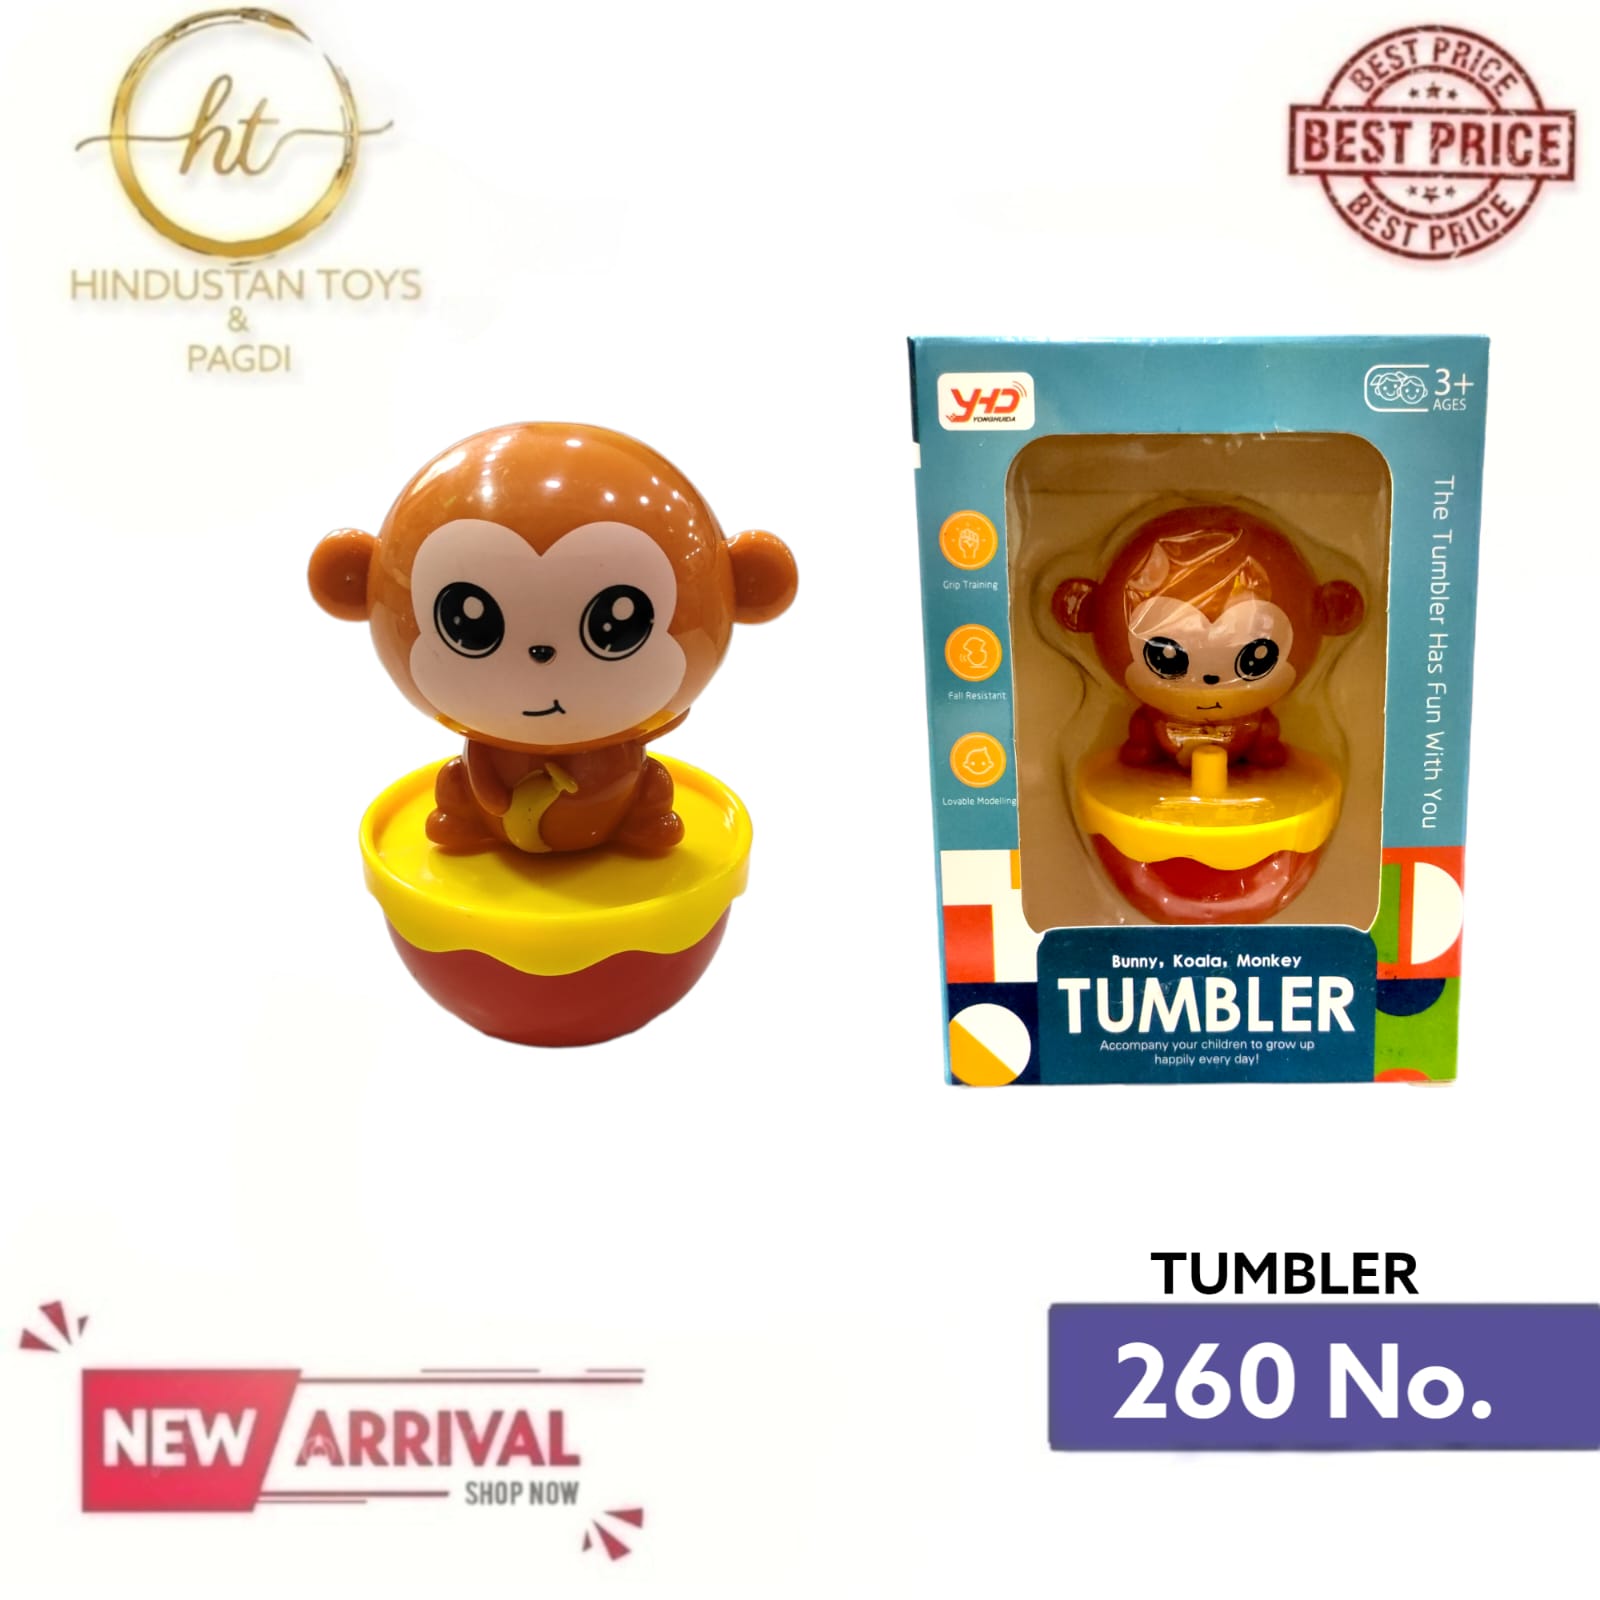 ht
HINDUSTAN TOYS
&
PAGDI
BEST PRICE
BEST PRICE
BEST PRICE
YHD
YONGHUIDA
3+
AGES
Grip Training
Fall Resistant
Lovable Modelling
The Tumbler Has Fun With You
Bunny, Koala, Monkey
TUMBLER
Accompany your children to grow up
happily every day!
TUMBLER
260 No.
NEW ARRIVAL
SHOP NOW